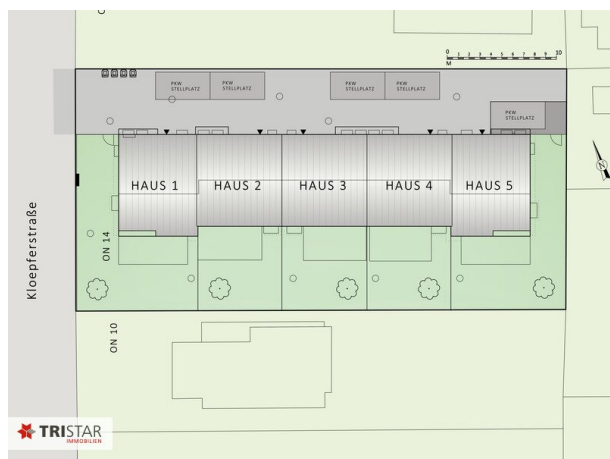 0 1 2 3 4 5 6 7 8 9 10
M
PKW
STELLPLATZ
PKW
STELLPLATZ
PKW
STELLPLATZ
PKW
STELLPLATZ
PKW
STELLPLATZ
HAUS 1
HAUS 2
HAUS 3
HAUS 4
HAUS 5
Kloepferstraße
ON 14
ON 10
TRISTAR
IMMOBILIEN